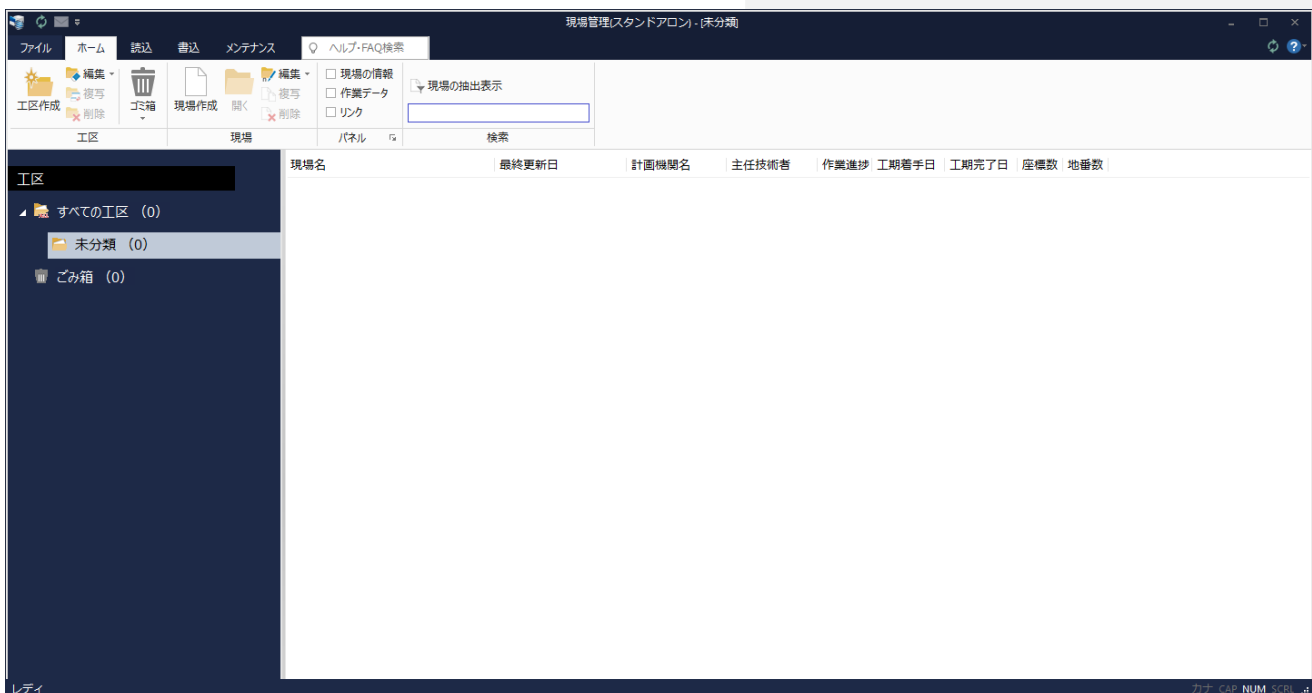 現場管理(スタンドアロン) - [未分類]
ファイル ホーム 読込 書込 メンテナンス ヘルプ・FAQ検索
工区作成 編集 複写 削除 ゴミ箱 現場作成 開く 編集 複写 削除 現場の情報 作業データ リンク 現場の抽出表示
工区 現場 パネル 検索
現場名 最終更新日 計画機関名 主任技術者 作業進捗 工期着手日 工期完了日 座標数 地番数
工区
すべての工区 (0)
未分類 (0)
ごみ箱 (0)
レディ カナ CAP NUM SCRL